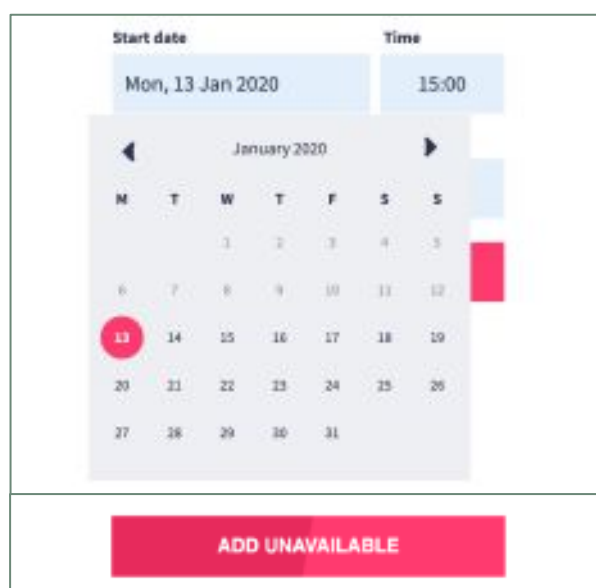 Start date Time
Mon, 13 Jan 2020 15:00
January 2020
M T W T F S S
1 2 3 4 5
6 7 8 9 10 11 12
13 14 15 16 17 18 19
20 21 22 23 24 25 26
27 28 29 30 31
ADD UNAVAILABLE